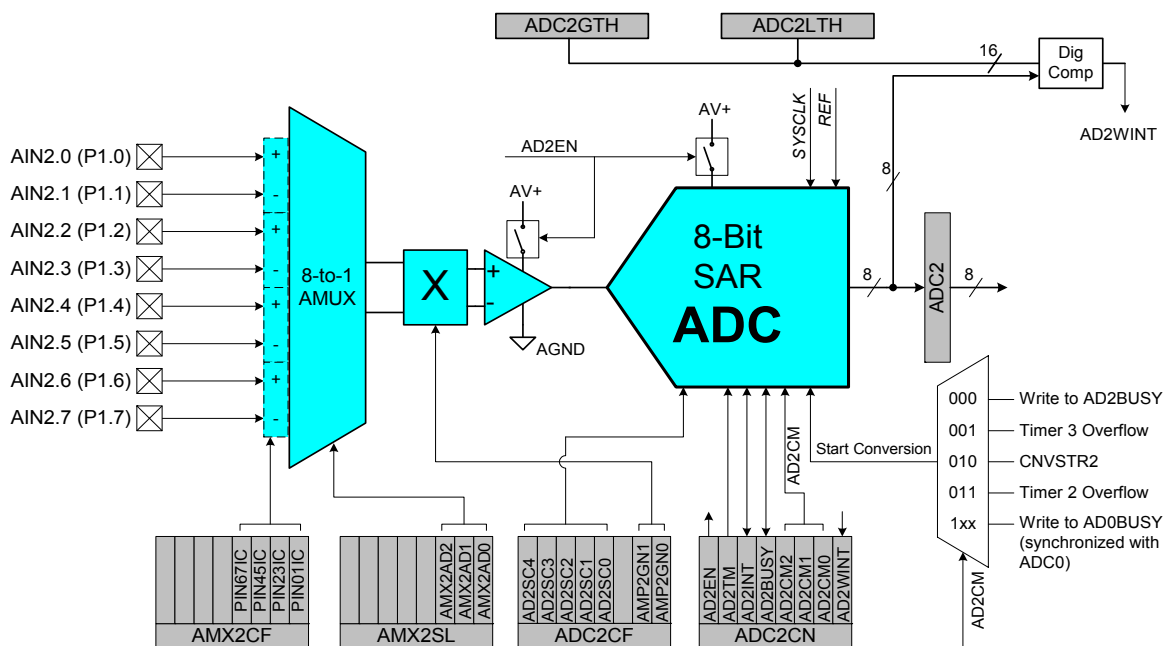 ADC2GTH
ADC2LTH
16
Dig
Comp
AD2WINT
AV+
SYSCLK
REF
AD2EN
AV+
8
AIN2.0 (P1.0)
+
AIN2.1 (P1.1)
-
AIN2.2 (P1.2)
+
AIN2.3 (P1.3)
-
AIN2.4 (P1.4)
+
AIN2.5 (P1.5)
-
AIN2.6 (P1.6)
+
AIN2.7 (P1.7)
-
8-to-1
AMUX
X
+
-
AGND
8-Bit
SAR
ADC
8
ADC2
8
Start Conversion
AD2CM
000
Write to AD2BUSY
001
Timer 3 Overflow
010
CNVSTR2
011
Timer 2 Overflow
1xx
Write to AD0BUSY
(synchronized with
ADC0)
AD2CM
PIN67IC
PIN45IC
PIN23IC
PIN01IC
AMX2CF
AMX2AD2
AMX2AD1
AMX2AD0
AMX2SL
AD2SC4
AD2SC3
AD2SC2
AD2SC1
AD2SC0
AMP2GN1
AMP2GN0
ADC2CF
AD2EN
AD2TM
AD2INT
AD2BUSY
AD2CM2
AD2CM1
AD2CM0
AD2WINT
ADC2CN